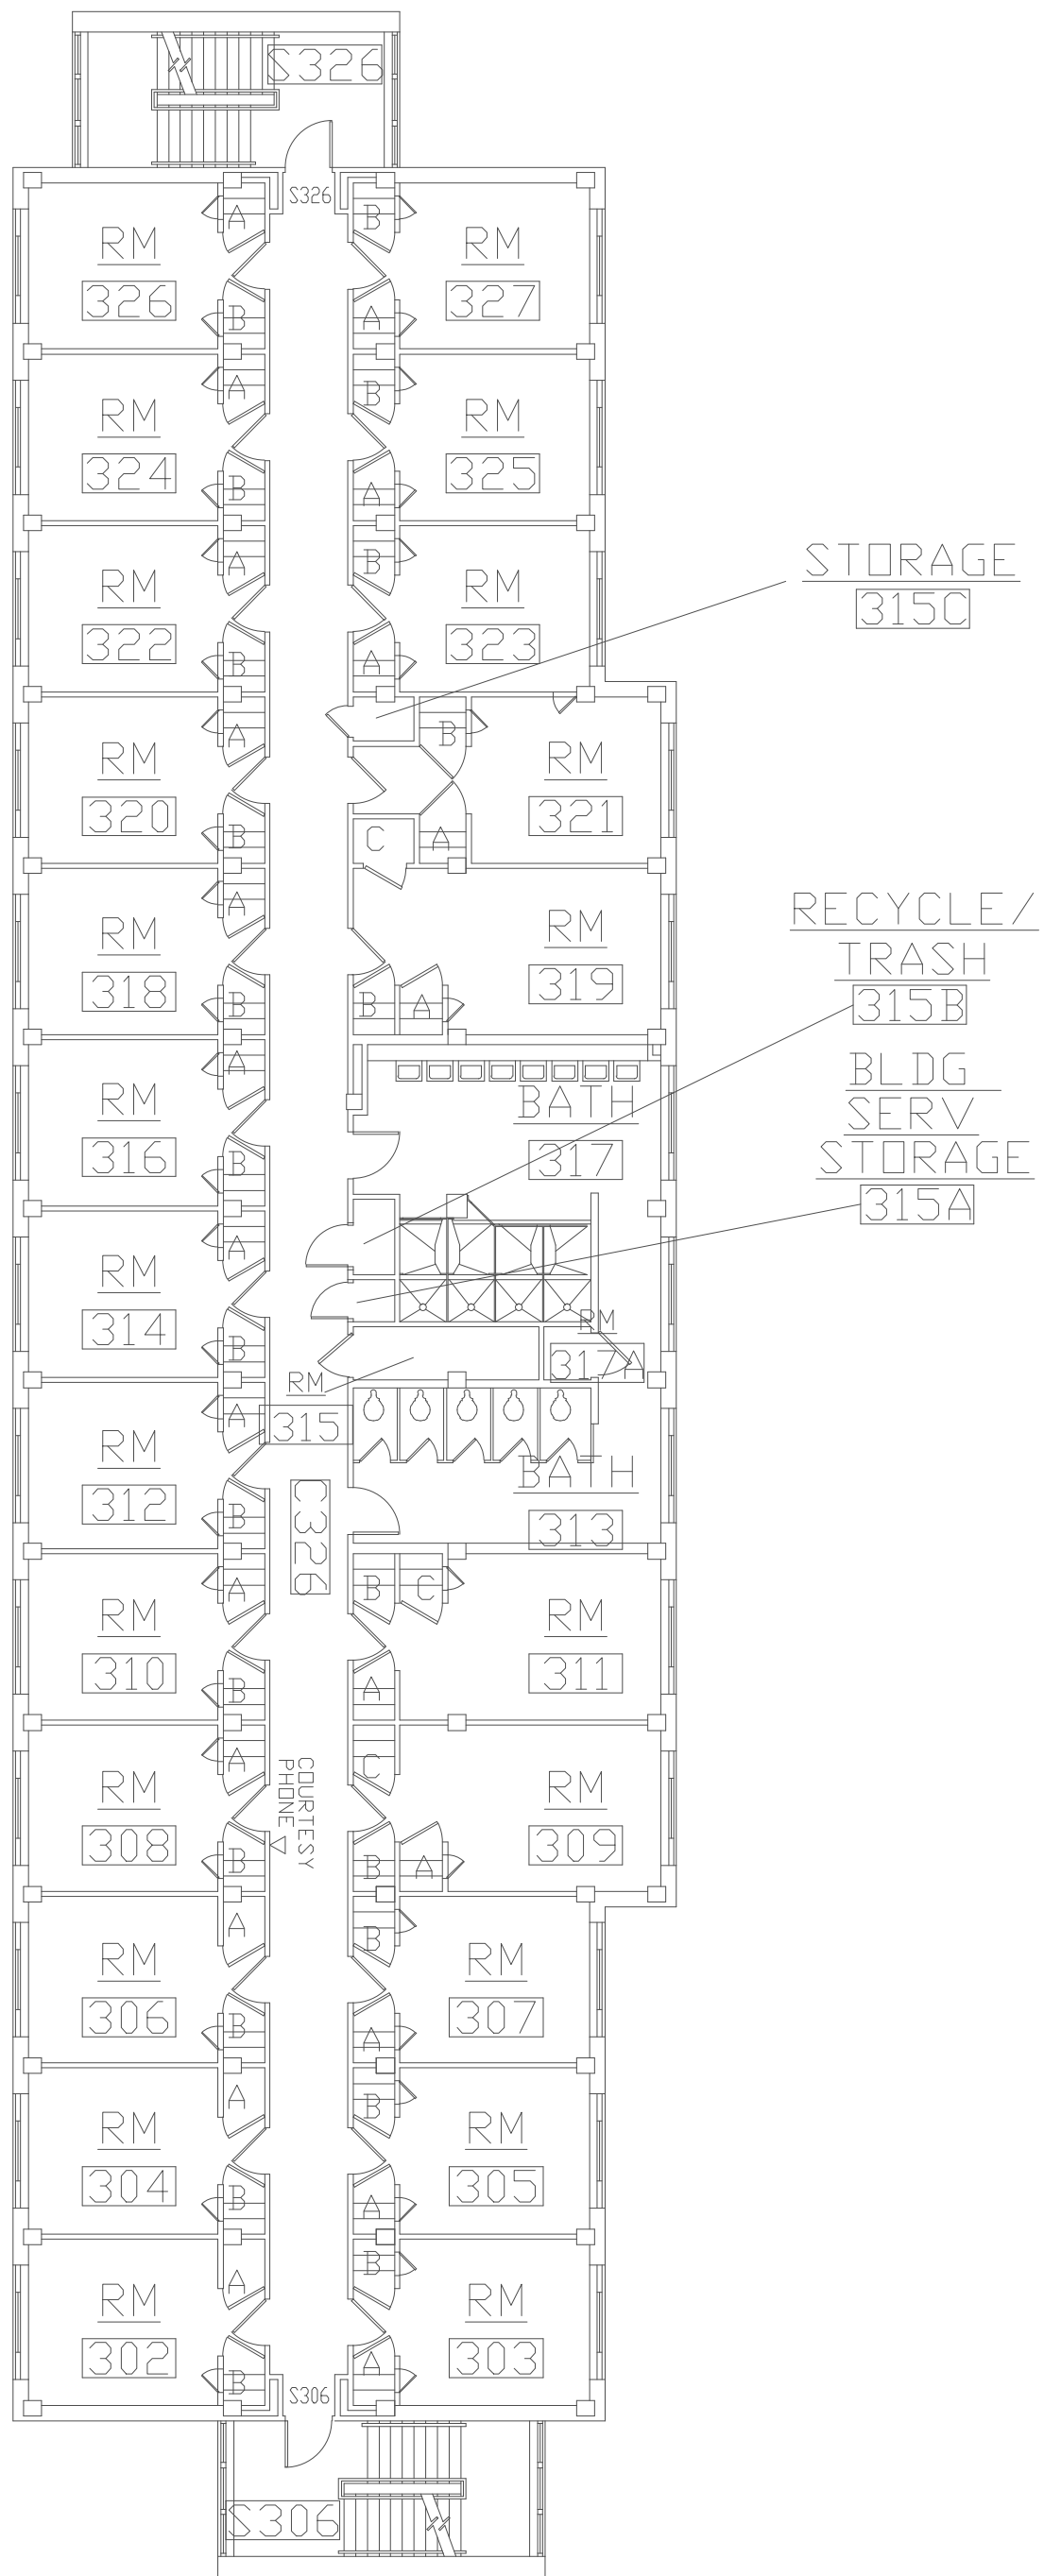 S326
S326
A
B
RM
326
RM
327
B
A
A
B
RM
324
RM
325
B
A
A
B
RM
322
RM
323
B
A
STORAGE
315C
A
B
RM
320
RM
321
B
C
A
A
RM
318
RM
319
B
B
A
RECYCLE/
TRASH
315B
A
BLDG
SERV
STORAGE
315A
RM
316
BATH
317
B
A
RM
314
RM
317A
B
RM
315
A
RM
312
BATH
313
B
C326
A
B
C
RM
310
RM
311
B
A
A
C
COURTESY
PHONE
RM
308
RM
309
B
B
A
A
B
RM
306
RM
307
B
A
A
B
RM
304
RM
305
B
A
A
B
RM
302
RM
303
B
A
S306
S306